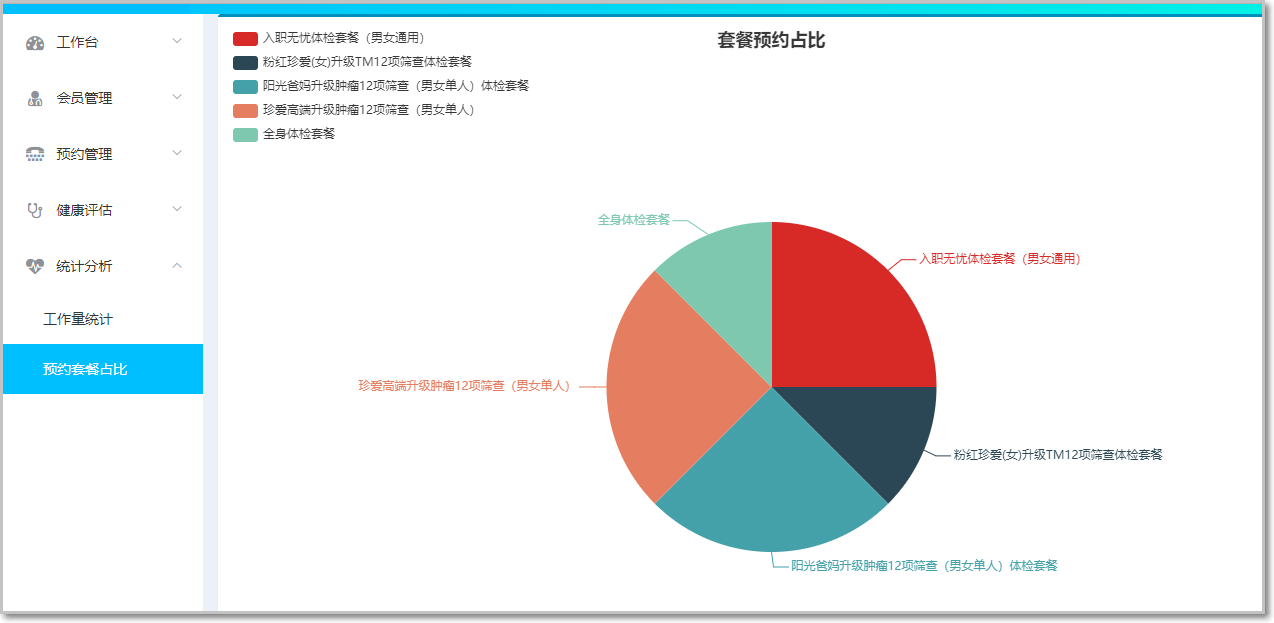 工作台
会员管理
预约管理
健康评估
统计分析
工作量统计
预约套餐占比
套餐预约占比
入职无忧体检套餐（男女通用）
粉红珍爱(女)升级TM12项筛查体检套餐
阳光爸妈升级肿瘤12项筛查（男女单人）体检套餐
珍爱高端升级肿瘤12项筛查（男女单人）
全身体检套餐
全身体检套餐
入职无忧体检套餐（男女通用）
珍爱高端升级肿瘤12项筛查（男女单人）
粉红珍爱(女)升级TM12项筛查体检套餐
阳光爸妈升级肿瘤12项筛查（男女单人）体检套餐